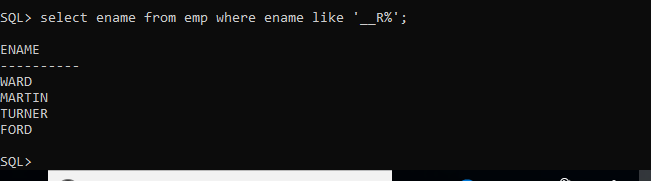 SQL> select ename from emp where ename like '__R%';
ENAME
----------
WARD
MARTIN
TURNER
FORD
SQL>